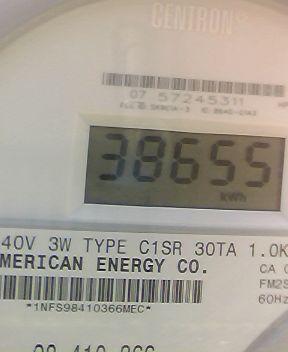 CENTRON®
07 57245311
38655
kWh
40V 3W TYPE C1SR 30TA 1.0K
MERICAN ENERGY CO.
CA 0
FM2S
60Hz
*1NFS98410366MEC*